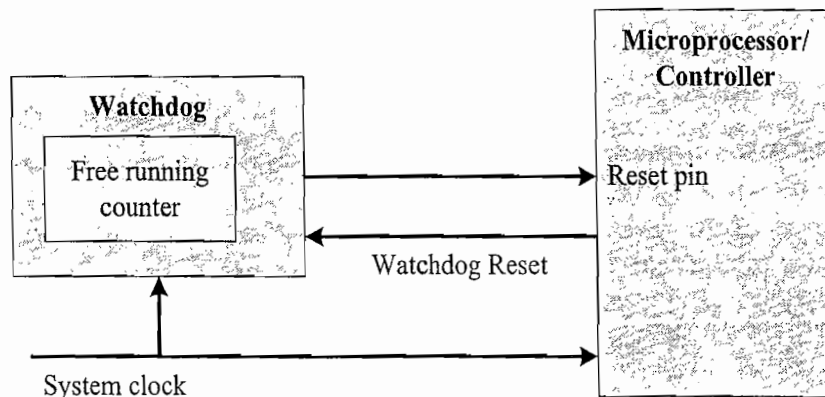 Microprocessor/
Controller
Watchdog
Free running
counter
Reset pin
Watchdog Reset
System clock